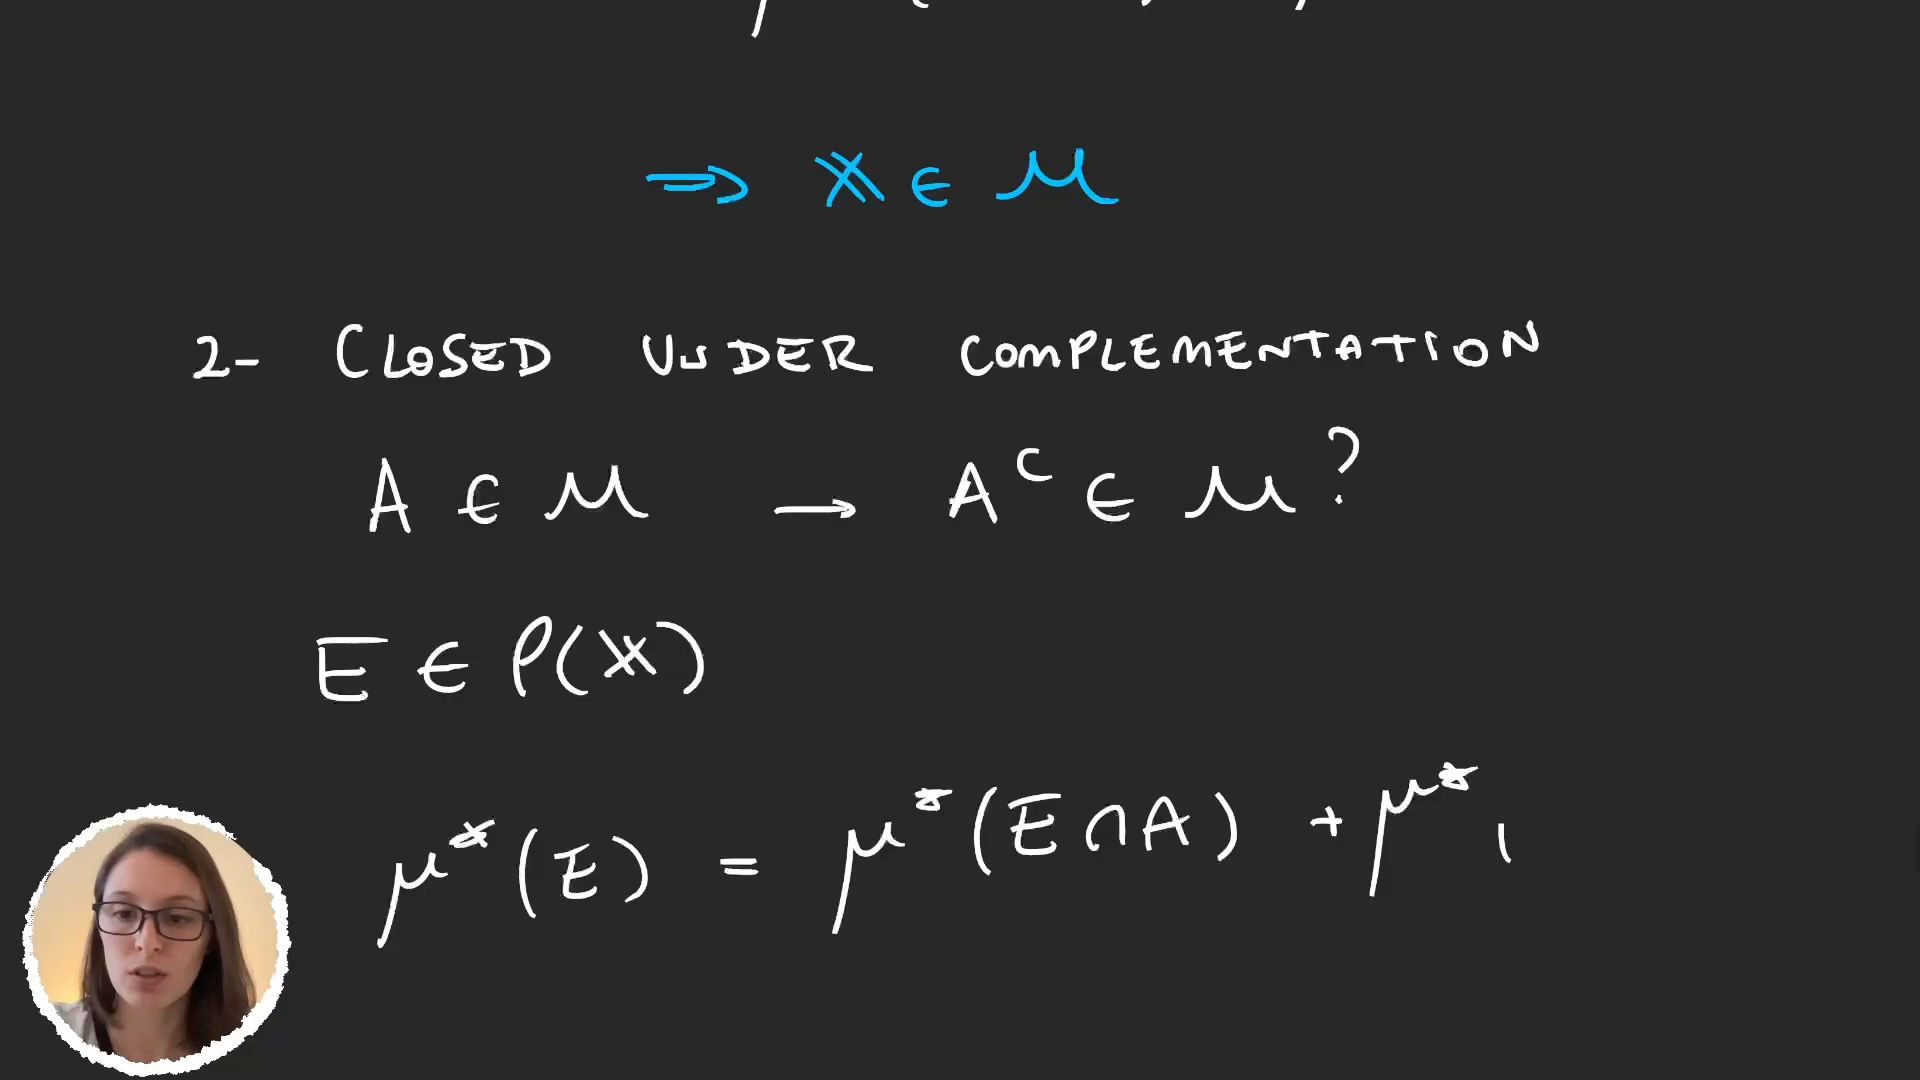 ⇒ 𝕏 ∈ ℳ
2- CLOSED UNDER COMPLEMENTATION
A ∈ ℳ → A^c ∈ ℳ?
E ∈ P(𝕏)
μ*(E) = μ*(E∩A) + μ* (